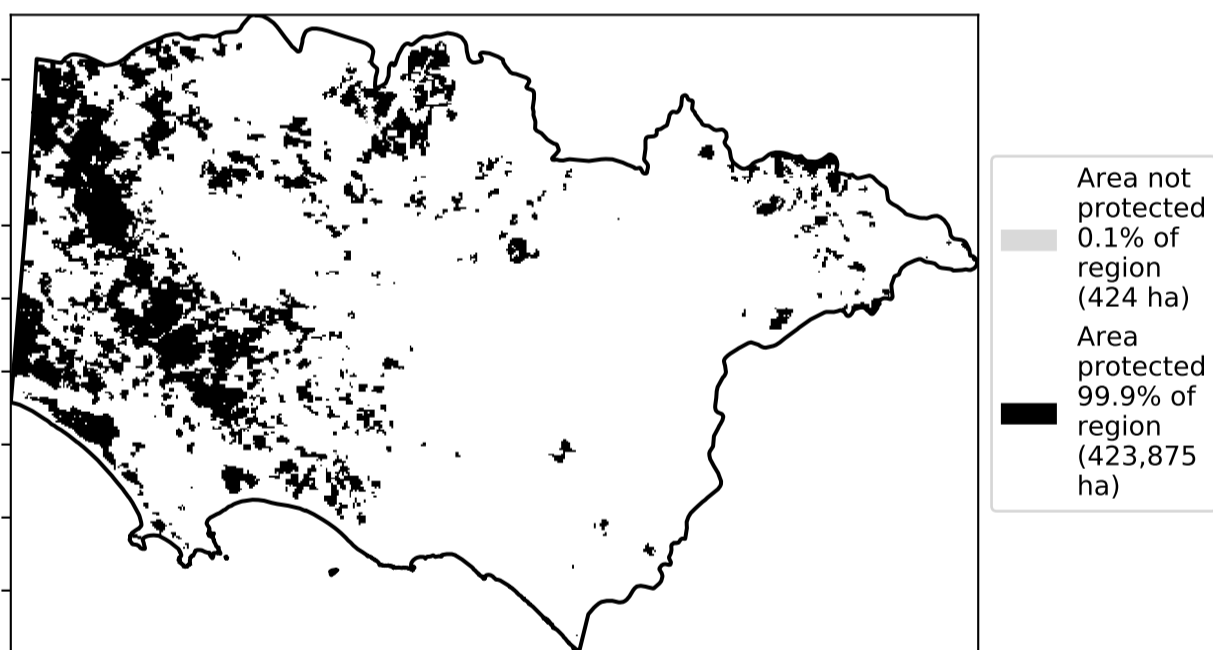 Area not
protected
0.1% of
region
(424 ha)
Area
protected
99.9% of
region
(423,875
ha)